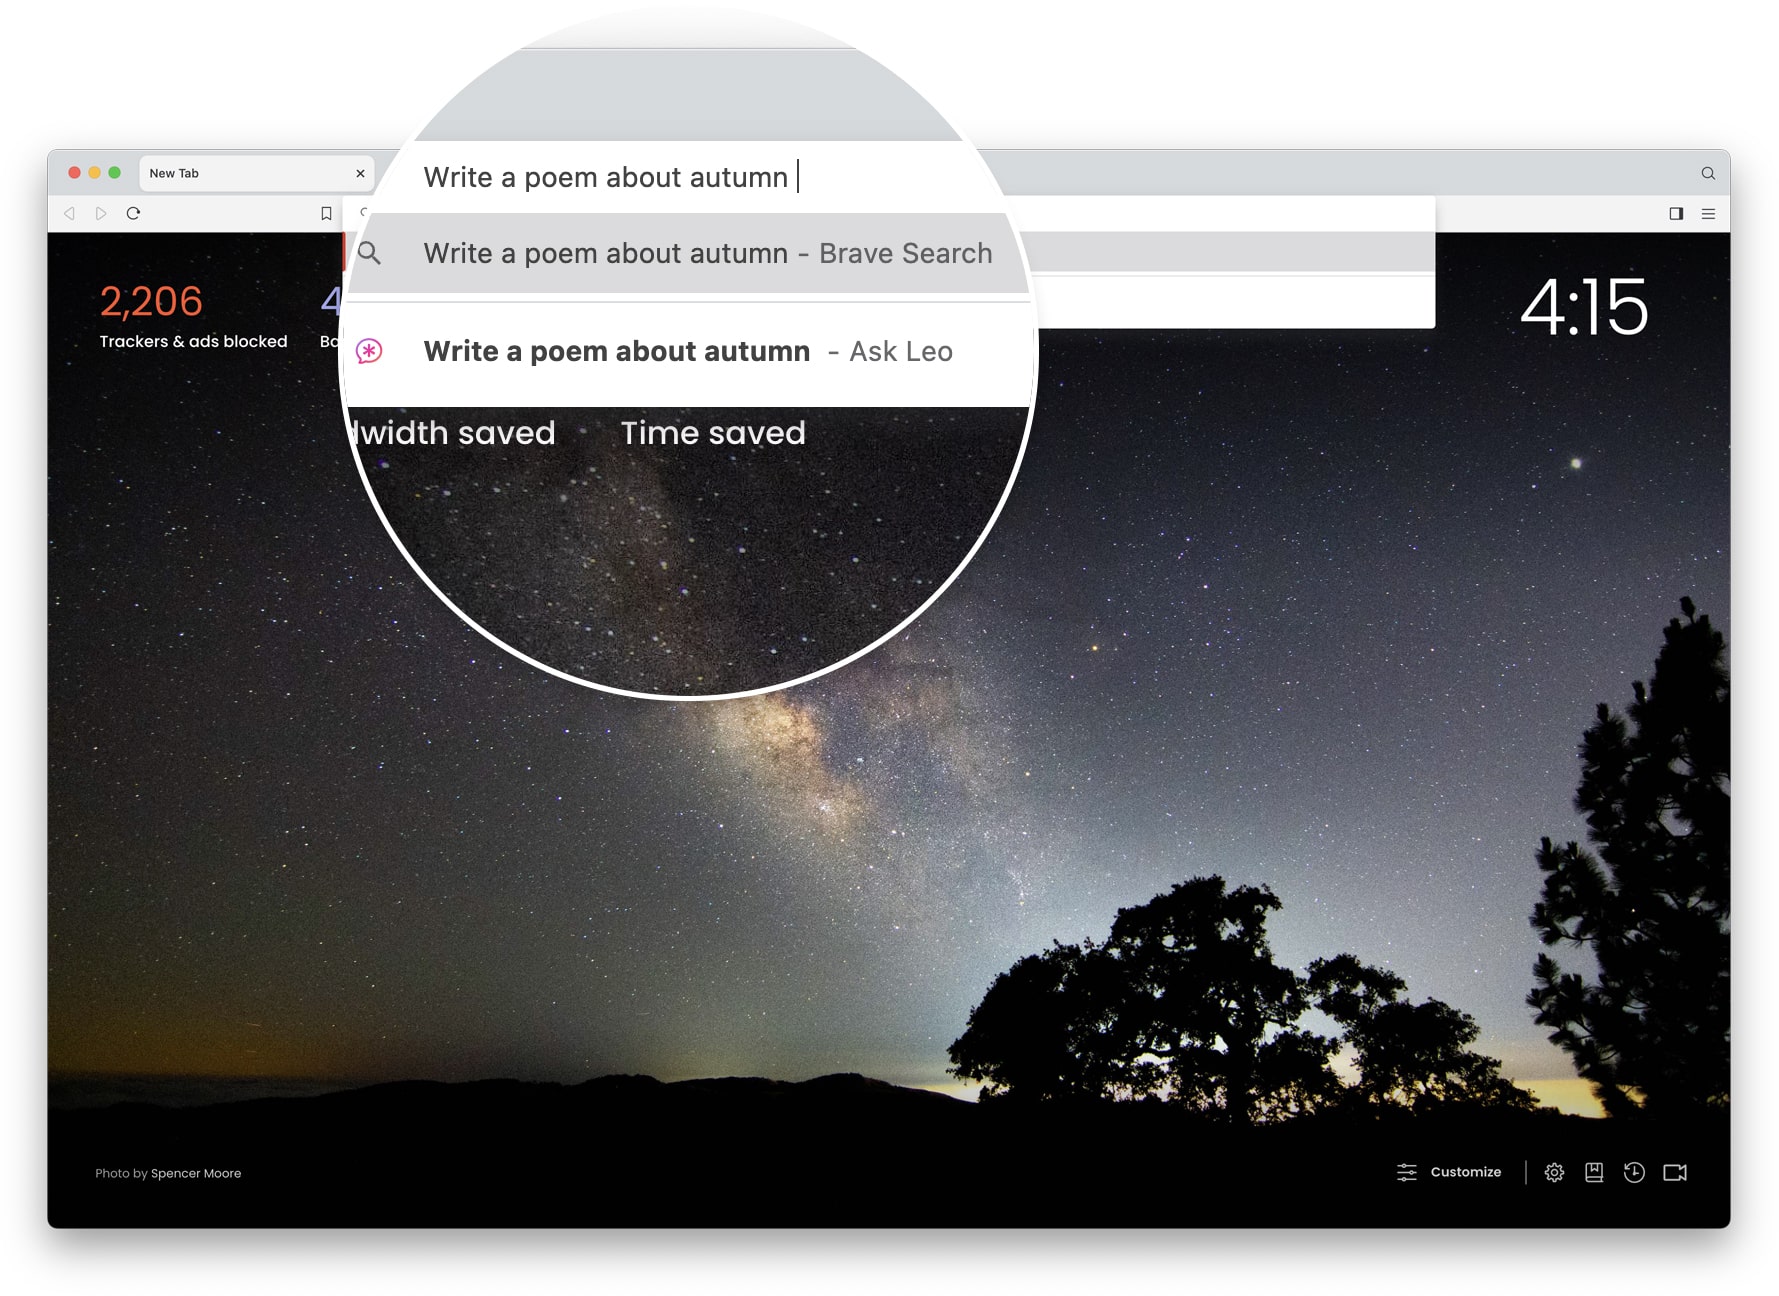 New Tab
Write a poem about autumn
Write a poem about autumn - Brave Search
Write a poem about autumn - Ask Leo
2,206
4
4:15
Trackers & ads blocked
dwidth saved
Time saved
Photo by Spencer Moore
Customize